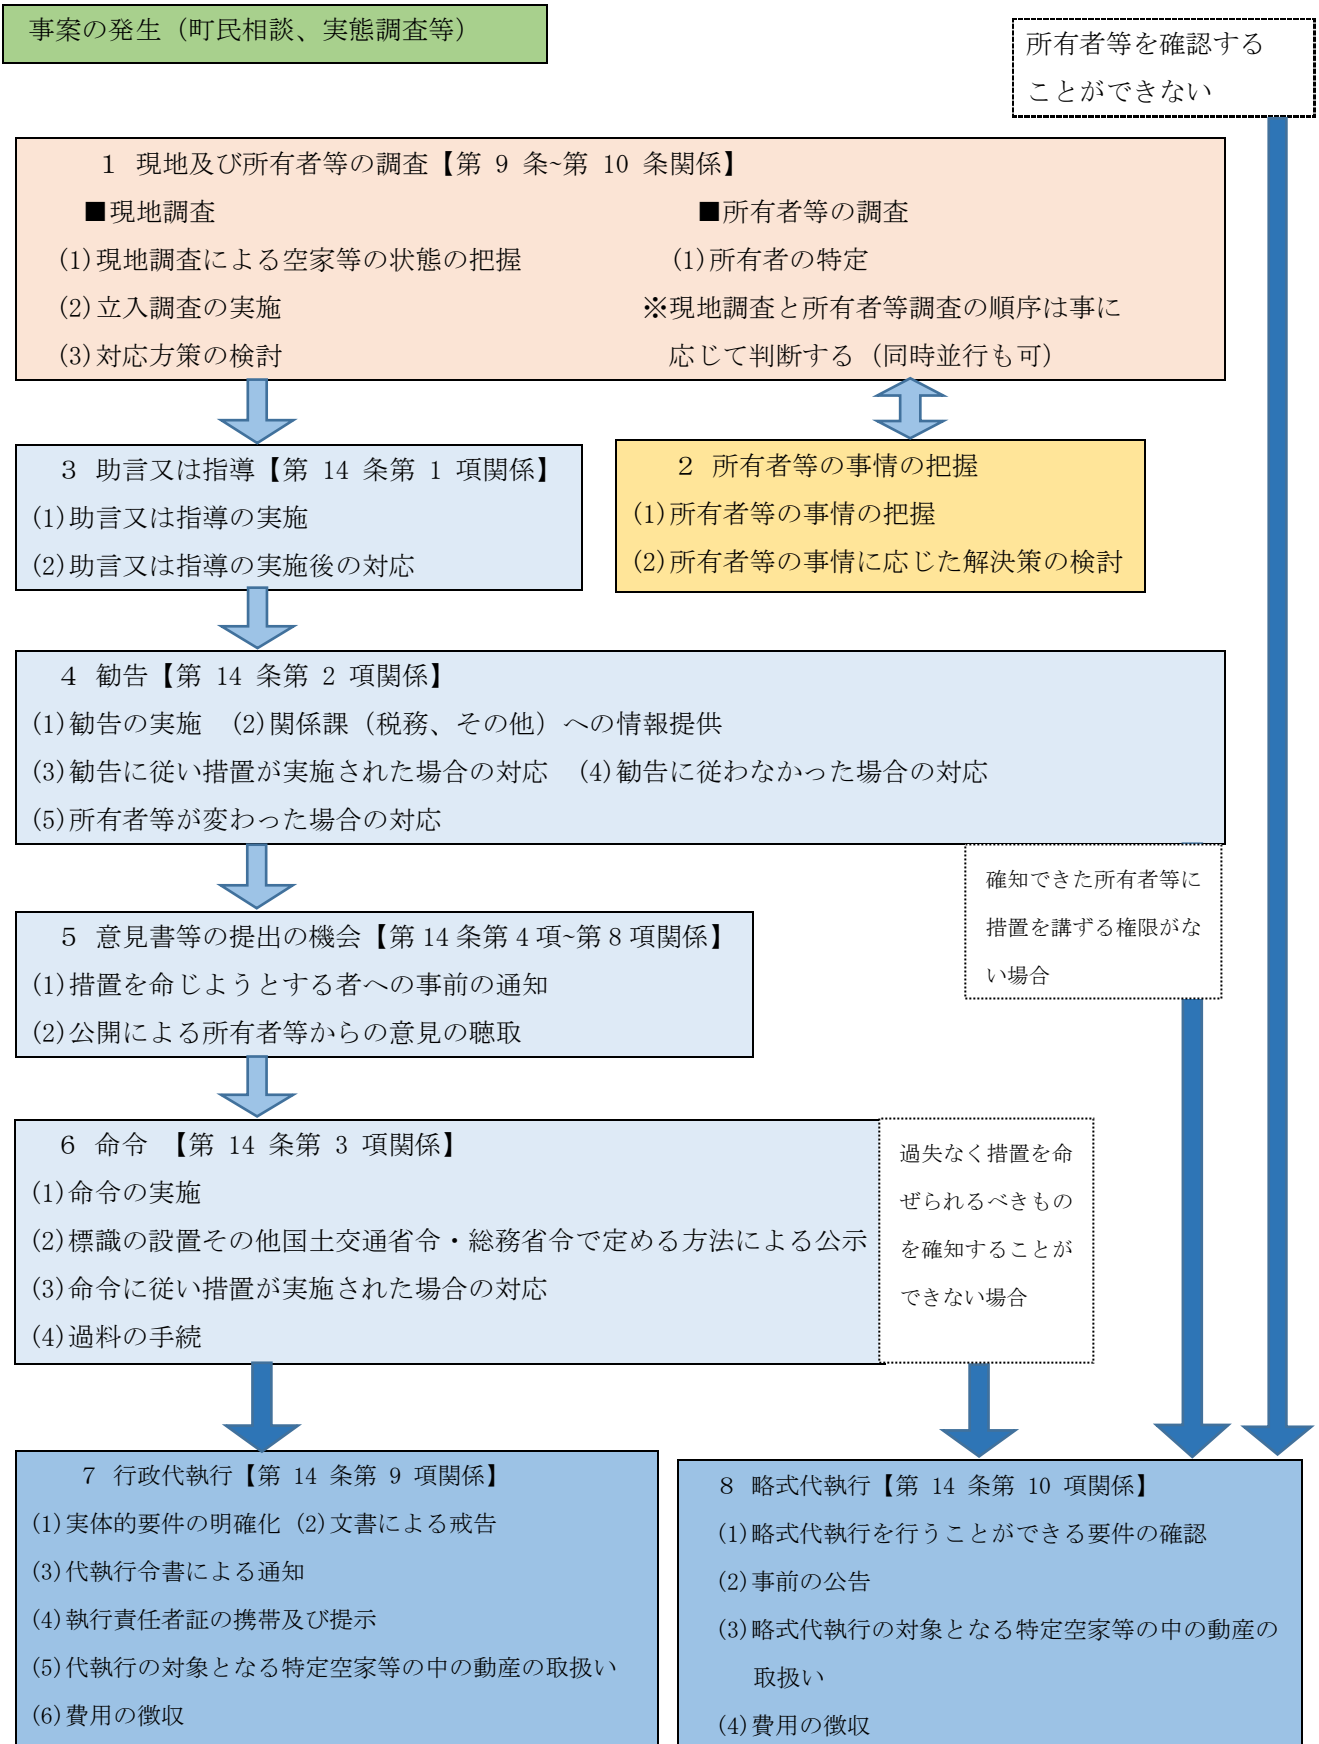 事案の発生（町民相談、実態調査等）
所有者等を確認する
ことができない
1 現地及び所有者等の調査【第 9 条~第 10 条関係】
■現地調査
(1)現地調査による空家等の状態の把握
(2)立入調査の実施
(3)対応方策の検討
■所有者等の調査
(1)所有者の特定
※現地調査と所有者等調査の順序は事に
応じて判断する（同時並行も可）
3 助言又は指導【第 14 条第 1 項関係】
(1)助言又は指導の実施
(2)助言又は指導の実施後の対応
2 所有者等の事情の把握
(1)所有者等の事情の把握
(2)所有者等の事情に応じた解決策の検討
4 勧告【第 14 条第 2 項関係】
(1)勧告の実施 (2)関係課（税務、その他）への情報提供
(3)勧告に従い措置が実施された場合の対応 (4)勧告に従わなかった場合の対応
(5)所有者等が変わった場合の対応
確知できた所有者等に
措置を講ずる権限がな
い場合
5 意見書等の提出の機会【第 14 条第 4 項~第 8 項関係】
(1)措置を命じようとする者への事前の通知
(2)公開による所有者等からの意見の聴取
6 命令 【第 14 条第 3 項関係】
(1)命令の実施
(2)標識の設置その他国土交通省令・総務省令で定める方法による公示
(3)命令に従い措置が実施された場合の対応
(4)過料の手続
過失なく措置を命
ぜられるべきもの
を確知することが
できない場合
7 行政代執行【第 14 条第 9 項関係】
(1)実体的要件の明確化 (2)文書による戒告
(3)代執行令書による通知
(4)執行責任者証の携帯及び提示
(5)代執行の対象となる特定空家等の中の動産の取扱い
(6)費用の徴収
8 略式代執行【第 14 条第 10 項関係】
(1)略式代執行を行うことができる要件の確認
(2)事前の公告
(3)略式代執行の対象となる特定空家等の中の動産の
取扱い
(4)費用の徴収